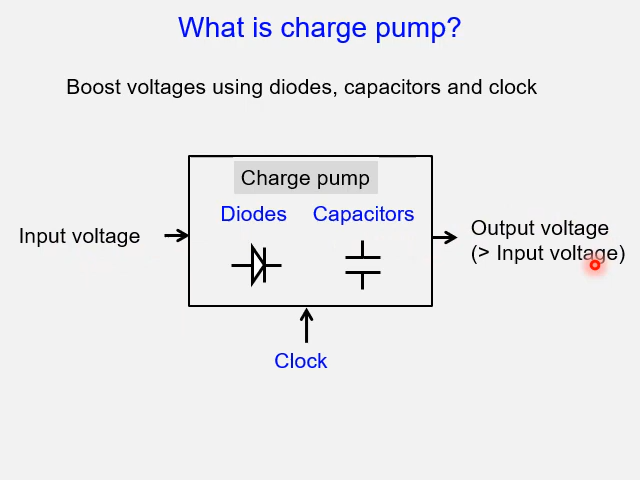 What is charge pump?
Boost voltages using diodes, capacitors and clock
Charge pump
Diodes
Capacitors
Input voltage
Output voltage
(> Input voltage)
Clock